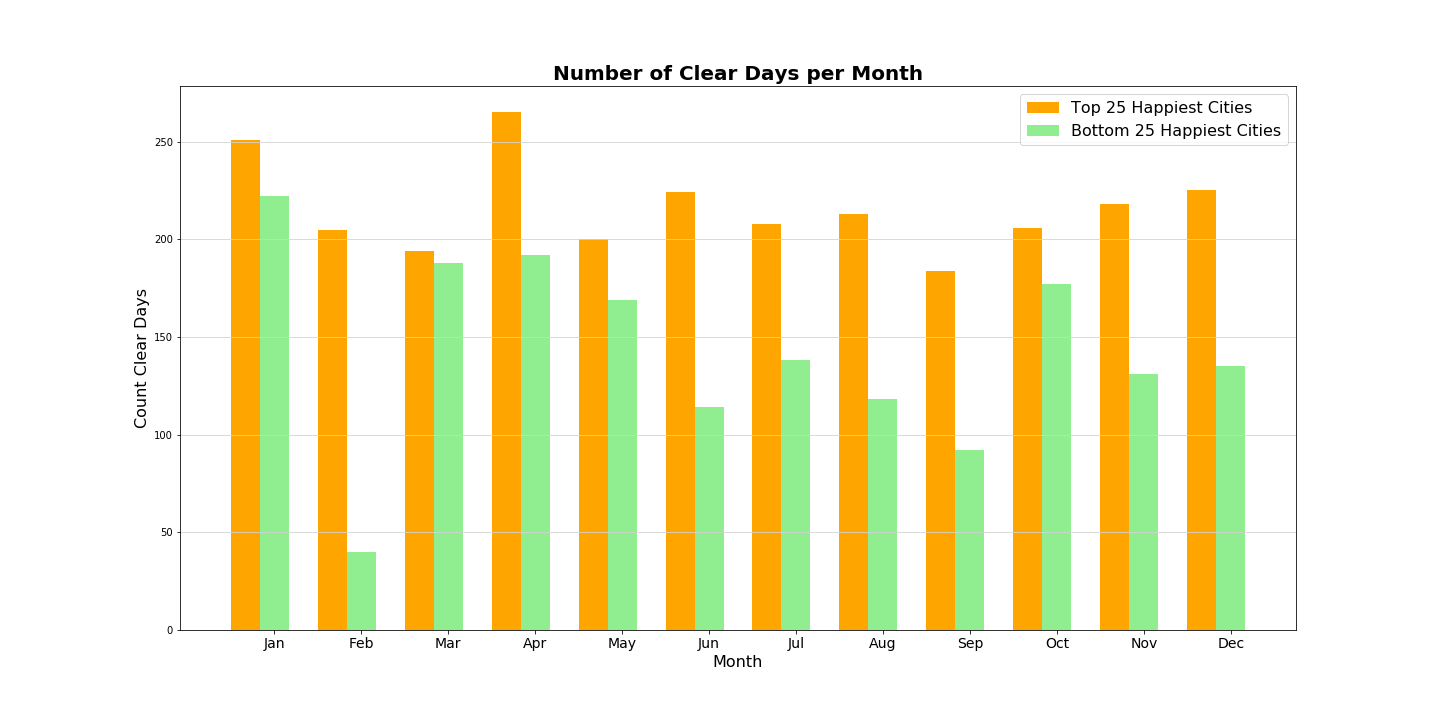 Number of Clear Days per Month
Top 25 Happiest Cities
Bottom 25 Happiest Cities
Count Clear Days
250
200
150
100
50
0
Jan Feb Mar Apr May Jun Jul Aug Sep Oct Nov Dec
Month